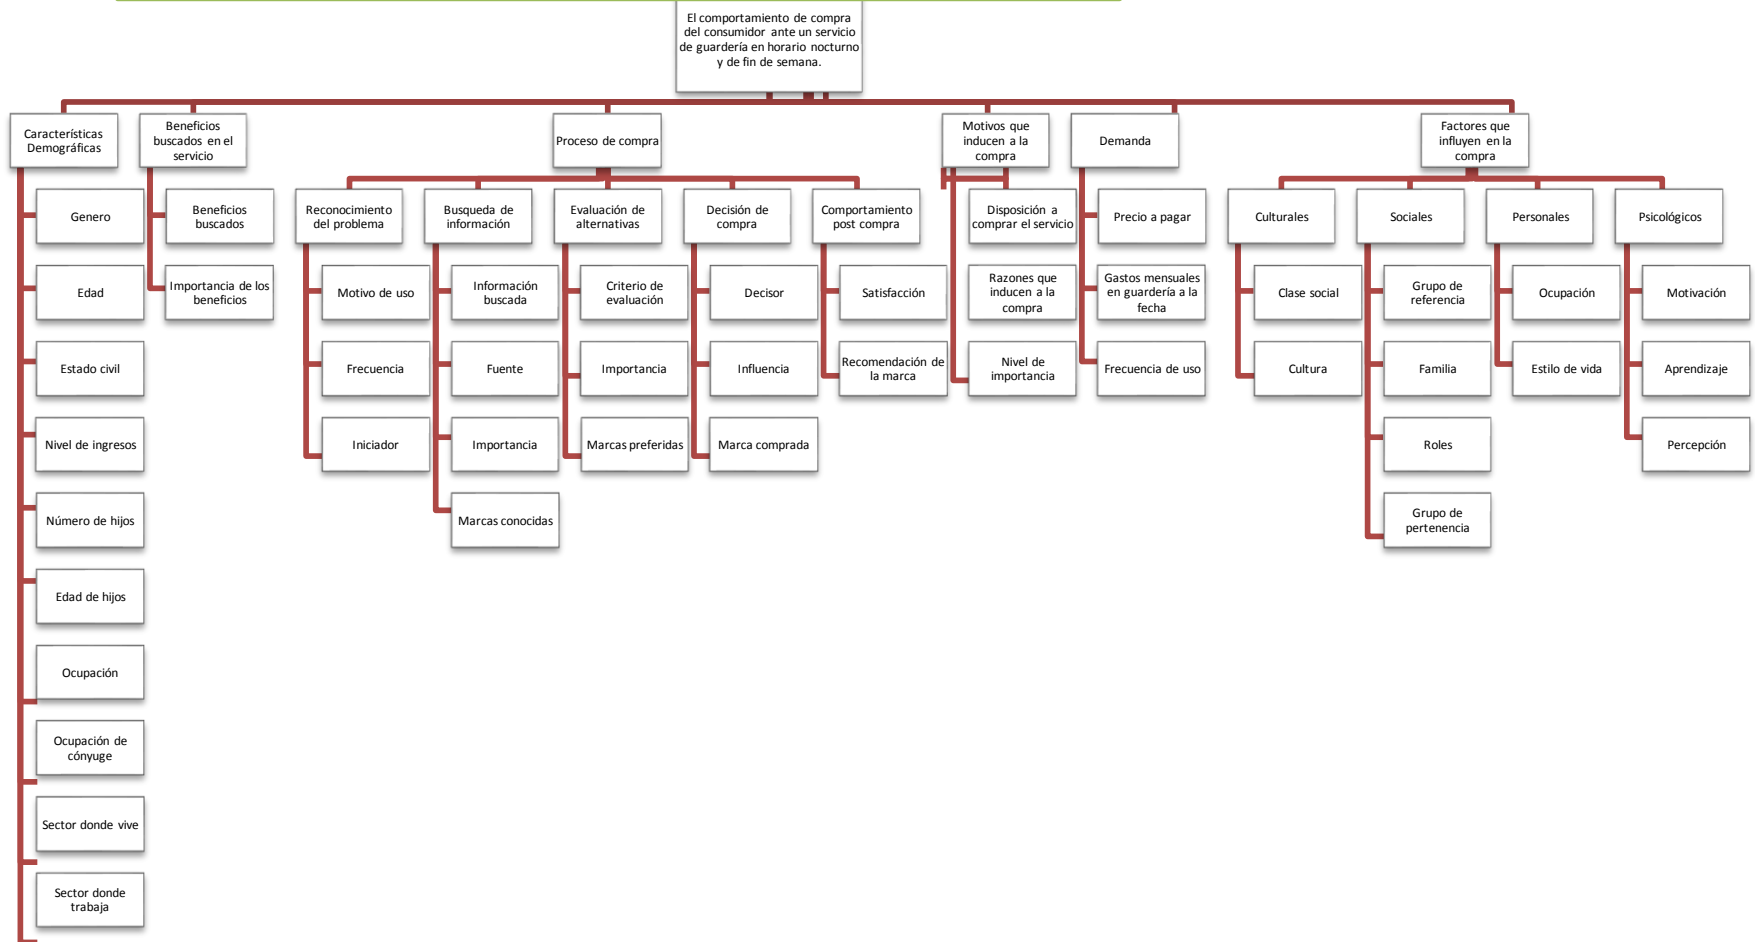 El comportamiento de compra
del consumidor ante un servicio
de guardería en horario nocturno
y de fin de semana.
Características
Demográficas
Genero
Edad
Estado civil
Nivel de ingresos
Número de hijos
Edad de hijos
Ocupación
Ocupación de
cónyuge
Sector donde vive
Sector donde
trabaja
Beneficios
buscados en el
servicio
Beneficios
buscados
Importancia de los
beneficios
Proceso de compra
Reconocimiento
del problema
Motivo de uso
Frecuencia
Iniciador
Busqueda de
información
Información
buscada
Fuente
Importancia
Marcas conocidas
Evaluación de
alternativas
Criterio de
evaluación
Importancia
Marcas preferidas
Decisión de
compra
Decisor
Influencia
Marca comprada
Comportamiento
post compra
Satisfacción
Recomendación de
la marca
Motivos que
inducen a la
compra
Disposición a
comprar el servicio
Razones que
inducen a la
compra
Nivel de
importancia
Demanda
Precio a pagar
Gastos mensuales
en guardería a la
fecha
Frecuencia de uso
Factores que
influyen en la
compra
Culturales
Clase social
Cultura
Sociales
Grupo de
referencia
Familia
Roles
Grupo de
pertenencia
Personales
Ocupación
Estilo de vida
Psicológicos
Motivación
Aprendizaje
Percepción